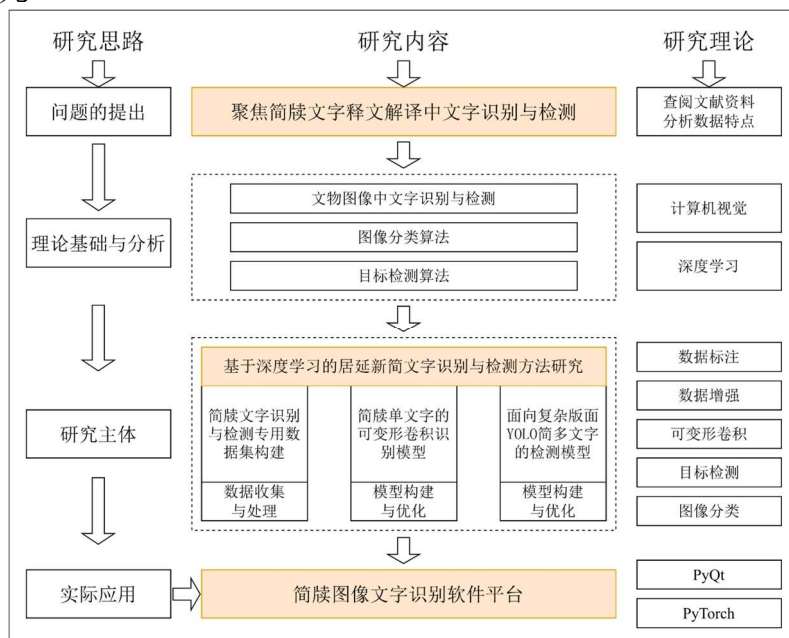 研究思路
研究内容
研究理论
问题的提出
聚焦简牍文字释文解译中文字识别与检测
查阅文献资料
分析数据特点
理论基础与分析
文物图像中文字识别与检测
图像分类算法
目标检测算法
计算机视觉
深度学习
研究主体
基于深度学习的居延新简文字识别与检测方法研究
简牍文字识别
与检测专用数
据集构建
数据收集
与处理
简牍单文字的
可变形卷积识
别模型
模型构建
与优化
面向复杂版面
YOLO简多文字
的检测模型
模型构建
与优化
数据标注
数据增强
可变形卷积
目标检测
图像分类
实际应用
简牍图像文字识别软件平台
PyQt
PyTorch